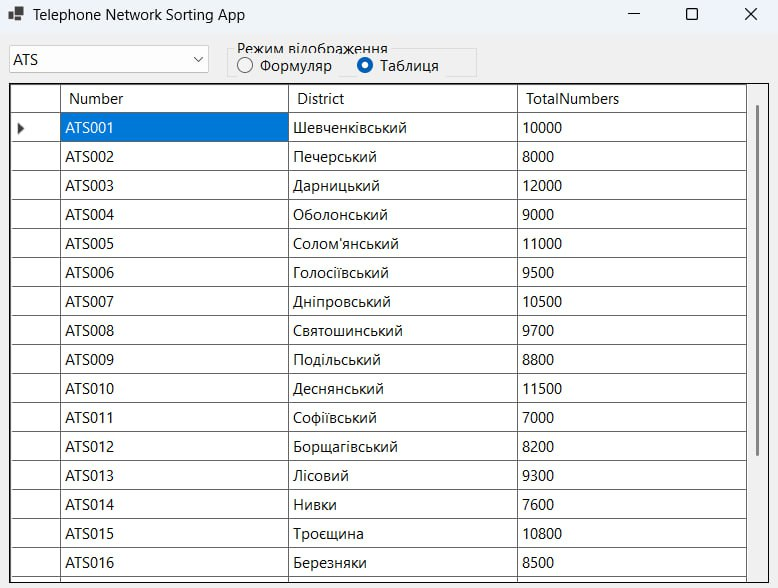 Telephone Network Sorting App
ATS
Режим відображення
Формуляр Таблиця
Number District TotalNumbers
ATS001 Шевченківський 10000
ATS002 Печерський 8000
ATS003 Дарницький 12000
ATS004 Оболонський 9000
ATS005 Солом'янський 11000
ATS006 Голосіївський 9500
ATS007 Дніпровський 10500
ATS008 Святошинський 9700
ATS009 Подільський 8800
ATS010 Деснянський 11500
ATS011 Софіївський 7000
ATS012 Борщагівський 8200
ATS013 Лісовий 9300
ATS014 Нивки 7600
ATS015 Троєщина 10800
ATS016 Березняки 8500